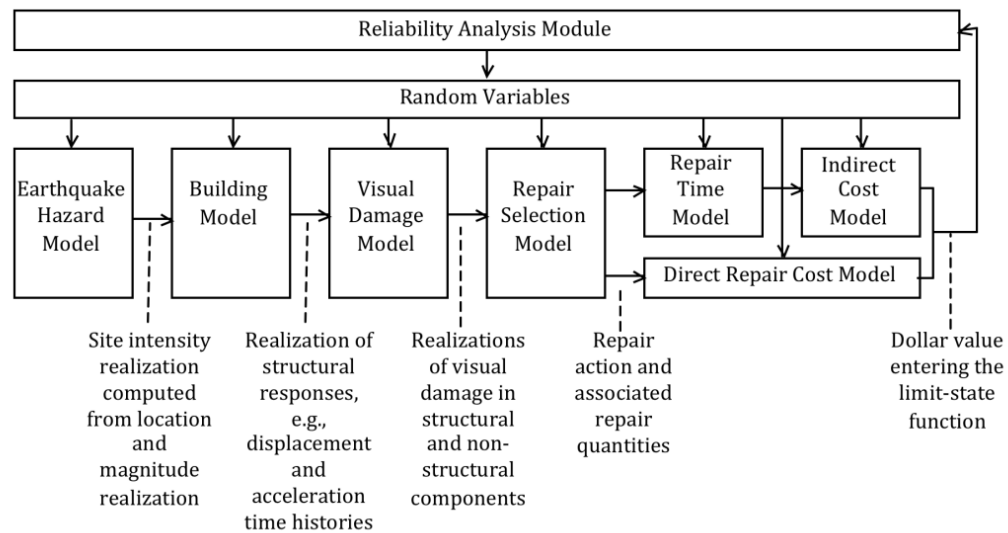 Reliability Analysis Module
Random Variables
Earthquake
Hazard
Model
Building
Model
Visual
Damage
Model
Repair
Selection
Model
Repair
Time
Model
Indirect
Cost
Model
Direct Repair Cost Model
Site intensity
realization
computed
from location
and
magnitude
realization
Realization of
structural
responses,
e.g.,
displacement
and
acceleration
time histories
Realizations
of visual
damage in
structural
and non-
structural
components
Repair
action and
associated
repair
quantities
Dollar value
entering the
limit-state
function